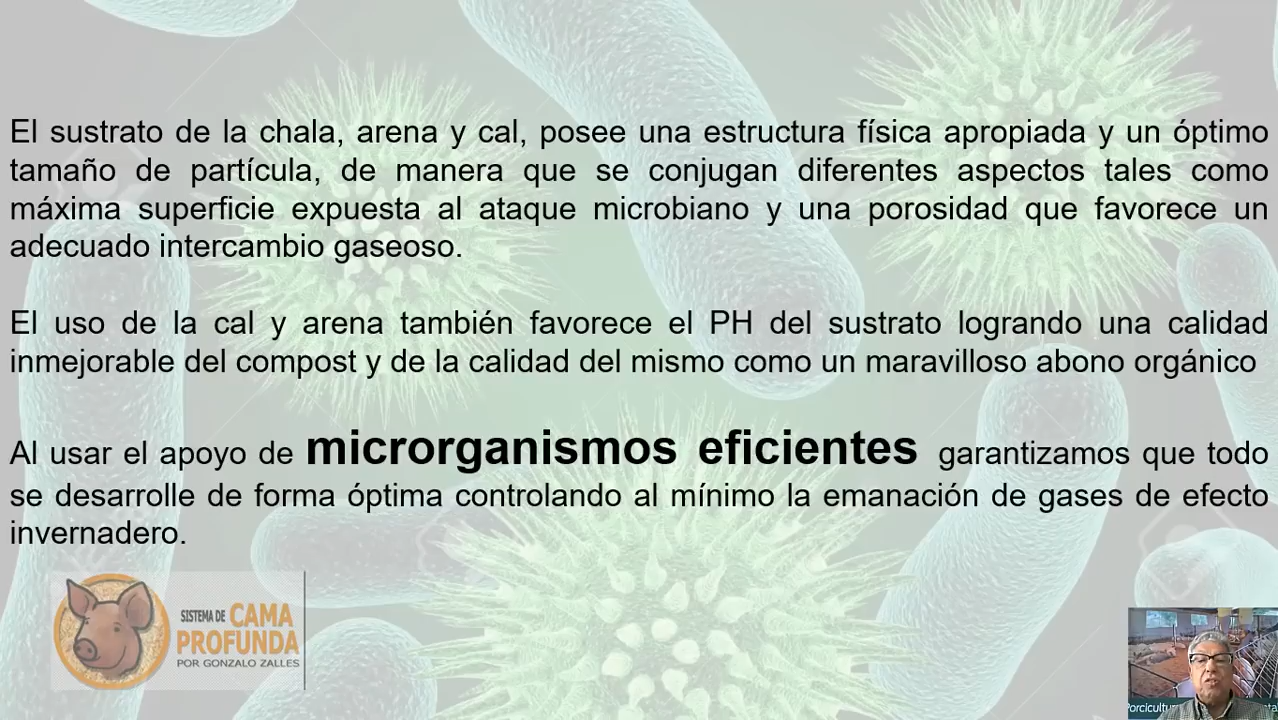 El sustrato de la chala, arena y cal, posee una estructura física apropiada y un óptimo
tamaño de partícula, de manera que se conjugan diferentes aspectos tales como
máxima superficie expuesta al ataque microbiano y una porosidad que favorece un
adecuado intercambio gaseoso.
El uso de la cal y arena también favorece el PH del sustrato logrando una calidad
inmejorable del compost y de la calidad del mismo como un maravilloso abono orgánico
Al usar el apoyo de microrganismos eficientes garantizamos que todo
se desarrolle de forma óptima controlando al mínimo la emanación de gases de efecto
invernadero.
SISTEMA DE CAMA
PROFUNDA
POR GONZALO ZALLES